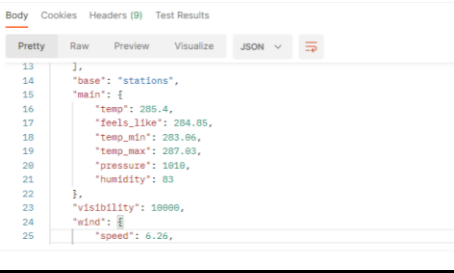 Body Cookies Headers (9) Test Results
Pretty Raw Preview Visualize JSON
13 ],
14 "base": "stations",
15 "main": {
16 "temp": 285.4,
17 "feels_like": 284.85,
18 "temp_min": 283.06,
19 "temp_max": 287.03,
20 "pressure": 1010,
21 "humidity": 83
22 },
23 "visibility": 10000,
24 "wind": {
25 "speed": 6.26,